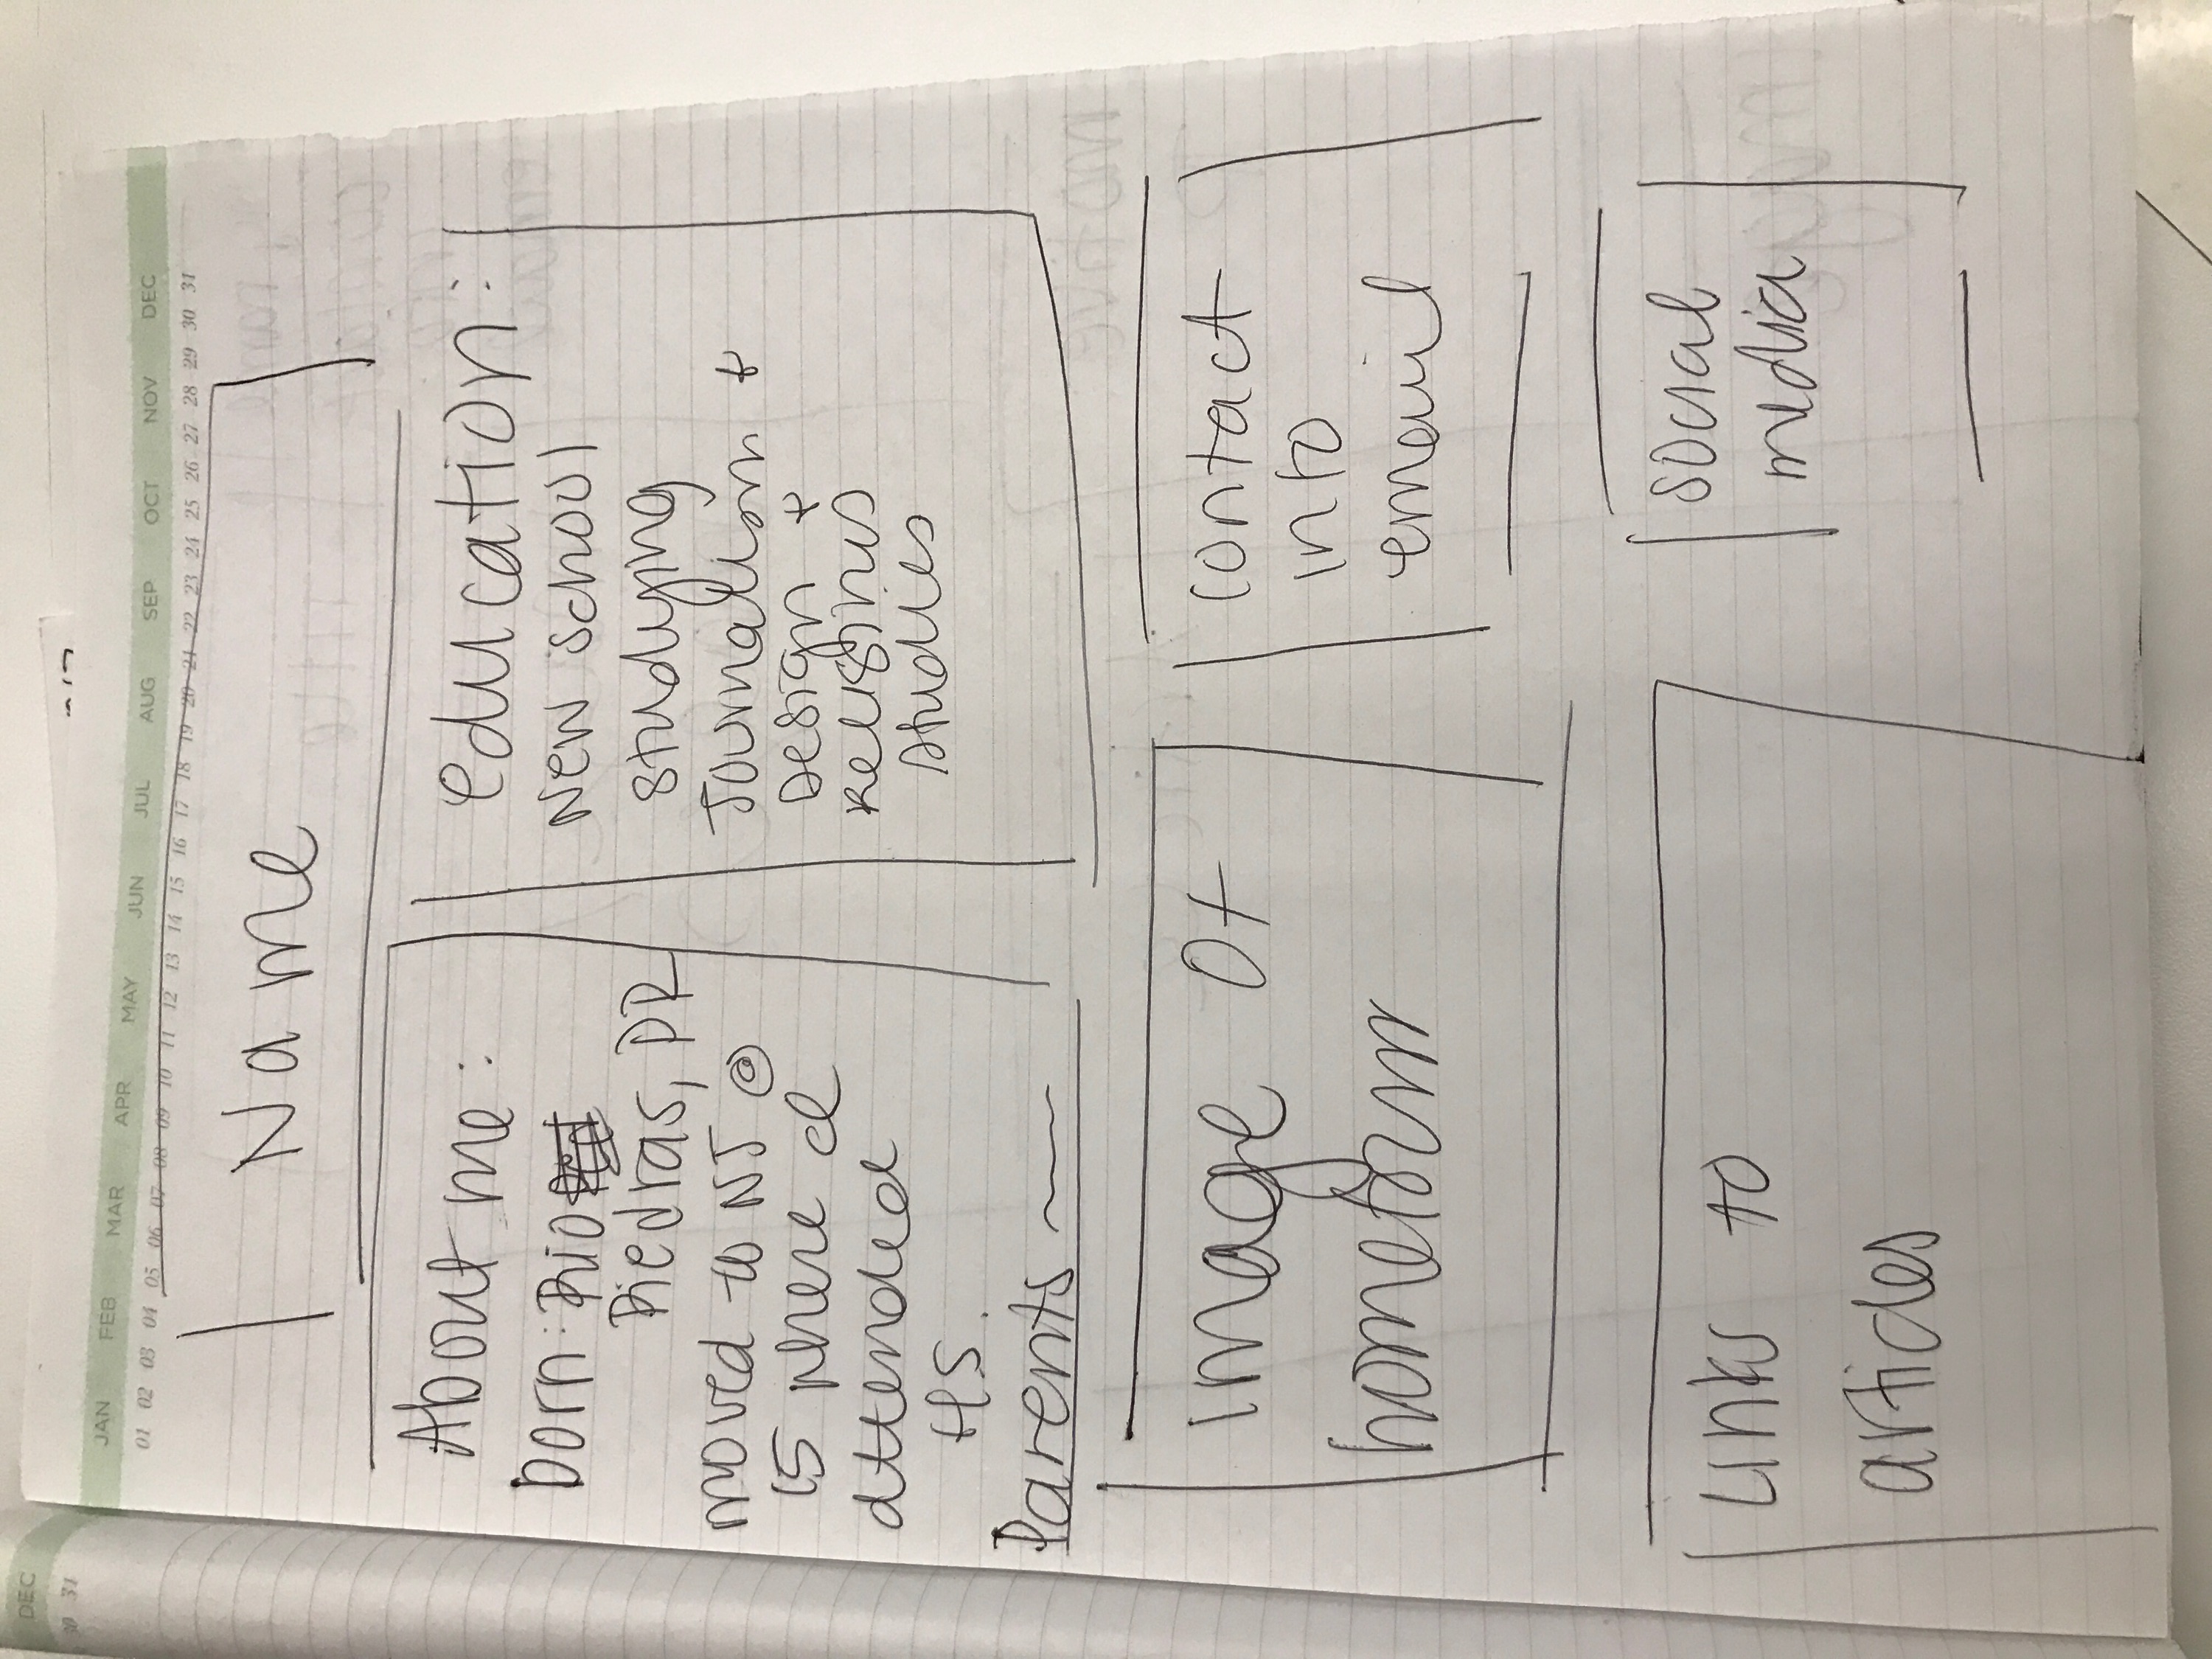 DEC
30 31
JAN FEB MAR APR MAY JUN JUL AUG SEP OCT NOV DEC
01 02 03 04 05 06 07 08 09 10 11 12 13 14 15 16 17 18 19 20 21 22 23 24 25 26 27 28 29 30 31
Name
About me:
born: Rio
Piedras, PR
moved to NJ @
15 where I
attended
HS.
Parents
education:
New school
studying
Journalism +
Design +
Religious
studies
image of
hometown
contact
info
email
links to
articles
social
media